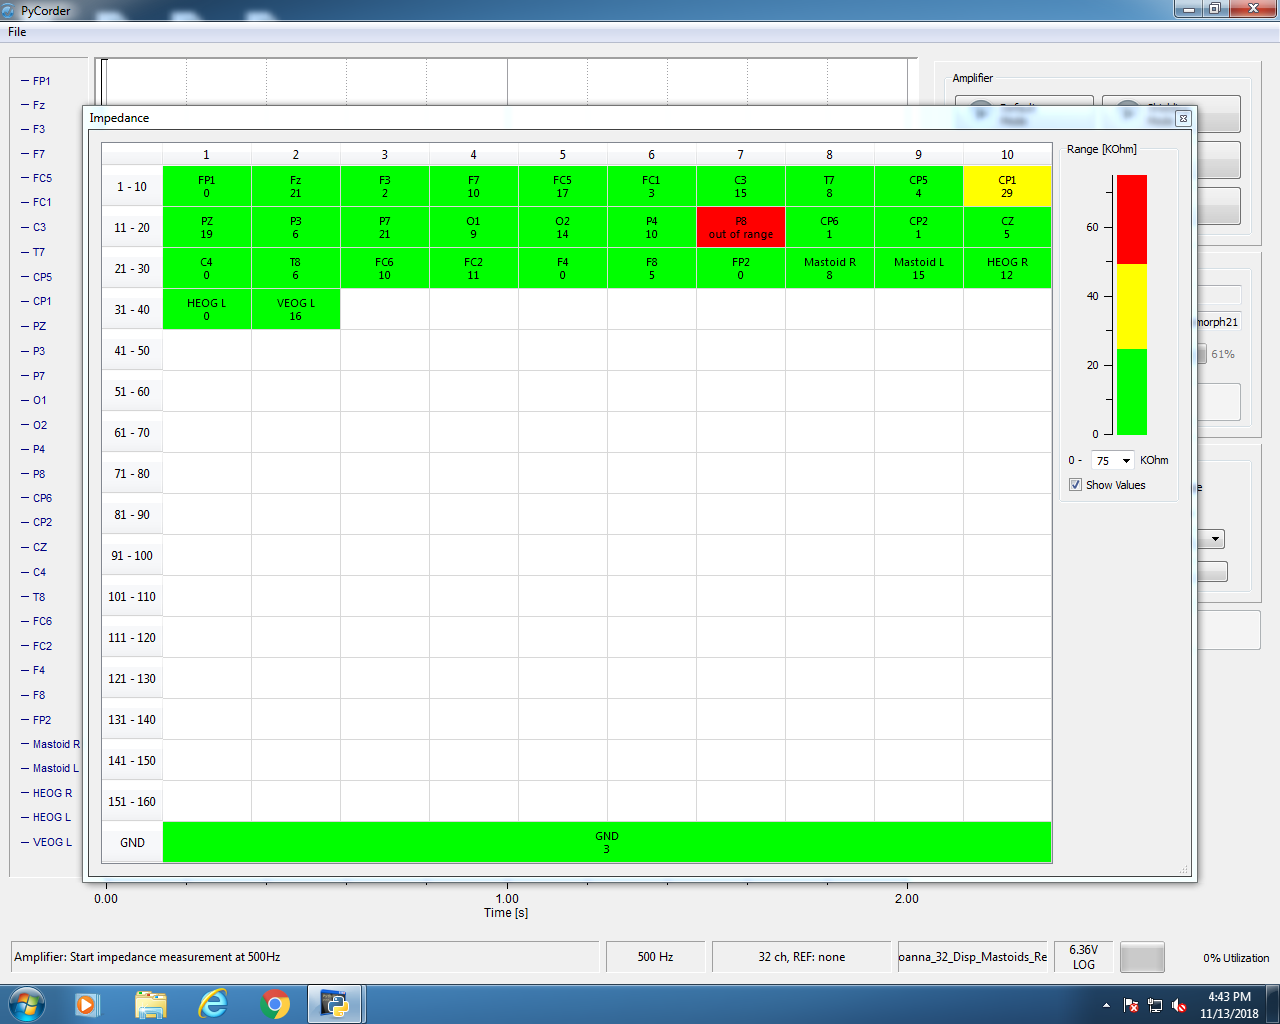 PyCorder
File
FP1
Fz
F3
F7
FC5
FC1
C3
T7
CP5
CP1
PZ
P3
P7
O1
O2
P4
P8
CP6
CP2
CZ
C4
T8
FC6
FC2
F4
F8
FP2
Mastoid R
Mastoid L
HEOG R
HEOG L
VEOG L
Amplifier
Default
Mode
Mode
Impedance
1 2 3 4 5 6 7 8 9 10
1 - 10
FP1 Fz F3 F7 FC5 FC1 C3 T7 CP5 CP1
0 21 2 10 17 3 15 8 4 29
11 - 20
PZ P3 P7 O1 O2 P4 P8 CP6 CP2 CZ
19 6 21 9 14 10 out of range 1 1 5
21 - 30
C4 T8 FC6 FC2 F4 F8 FP2 Mastoid R Mastoid L HEOG R
0 6 10 11 0 5 0 8 15 12
31 - 40
HEOG L VEOG L
0 16
41 - 50
51 - 60
61 - 70
71 - 80
81 - 90
91 - 100
101 - 110
111 - 120
121 - 130
131 - 140
141 - 150
151 - 160
GND
GND
3
Range [KOhm]
60
40
20
0
0 - 75 KOhm
Show Values
morph21
61%
0.00 1.00 2.00
Time [s]
Amplifier: Start impedance measurement at 500Hz
500 Hz
32 ch, REF: none
oanna_32_Disp_Mastoids_Re
6.36V
LOG
0% Utilization
4:43 PM
11/13/2018